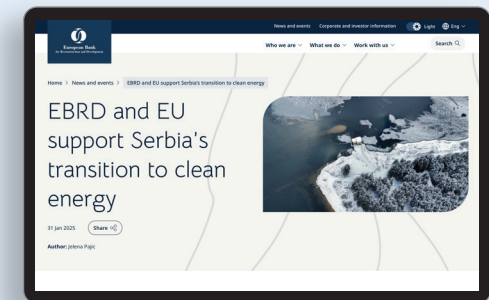 News and events Corporate and investor information Light Eng
European Bank
for Reconstruction and Development
Who we are What we do Work with us Search
Home > News and events > EBRD and EU support Serbia's transition to clean energy
EBRD and EU
support Serbia's
transition to clean
energy
31 Jan 2025 Share
Author: Jelena Pajic